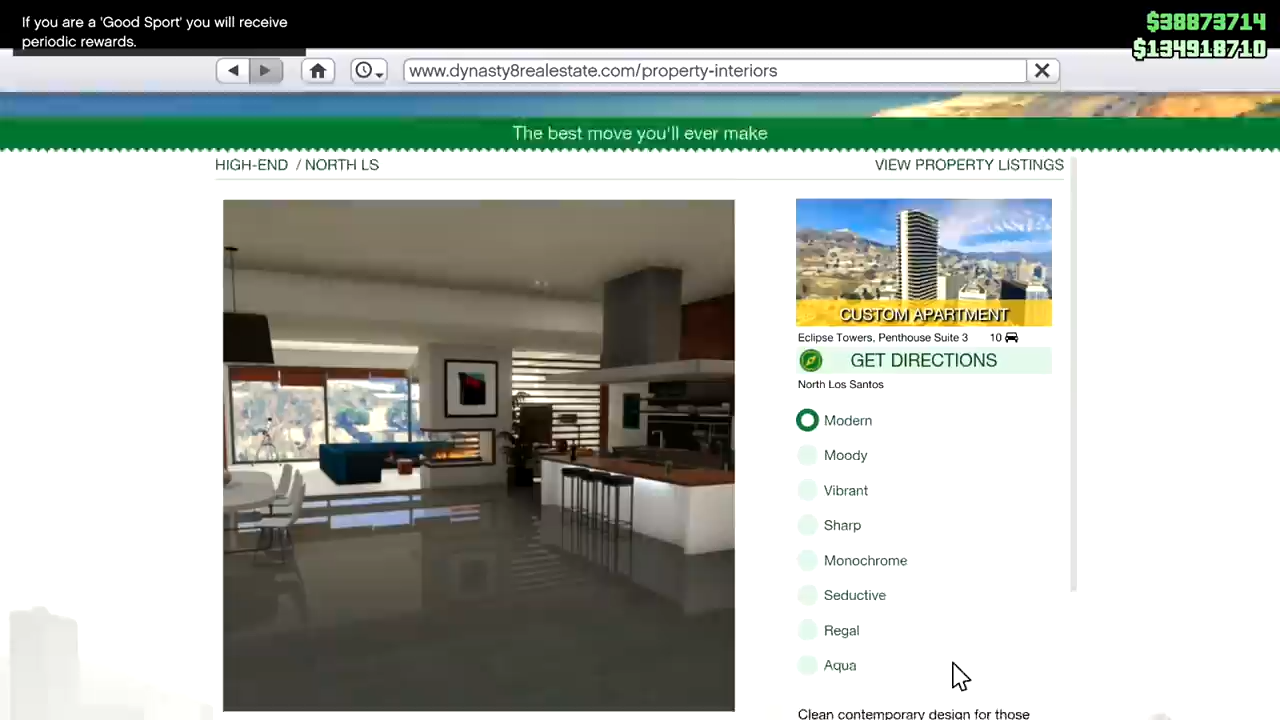 If you are a 'Good Sport' you will receive
periodic rewards.
$38873714
$134918710
www.dynasty8realestate.com/property-interiors
The best move you'll ever make
HIGH-END / NORTH LS
VIEW PROPERTY LISTINGS
CUSTOM APARTMENT
Eclipse Towers, Penthouse Suite 3 10
GET DIRECTIONS
North Los Santos
Modern
Moody
Vibrant
Sharp
Monochrome
Seductive
Regal
Aqua
Clean contemporary design for those